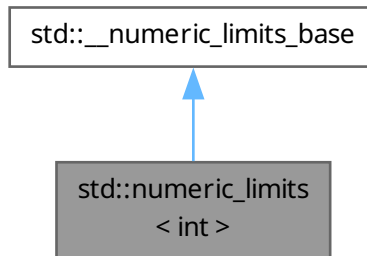 std::__numeric_limits_base
std::numeric_limits
< int >